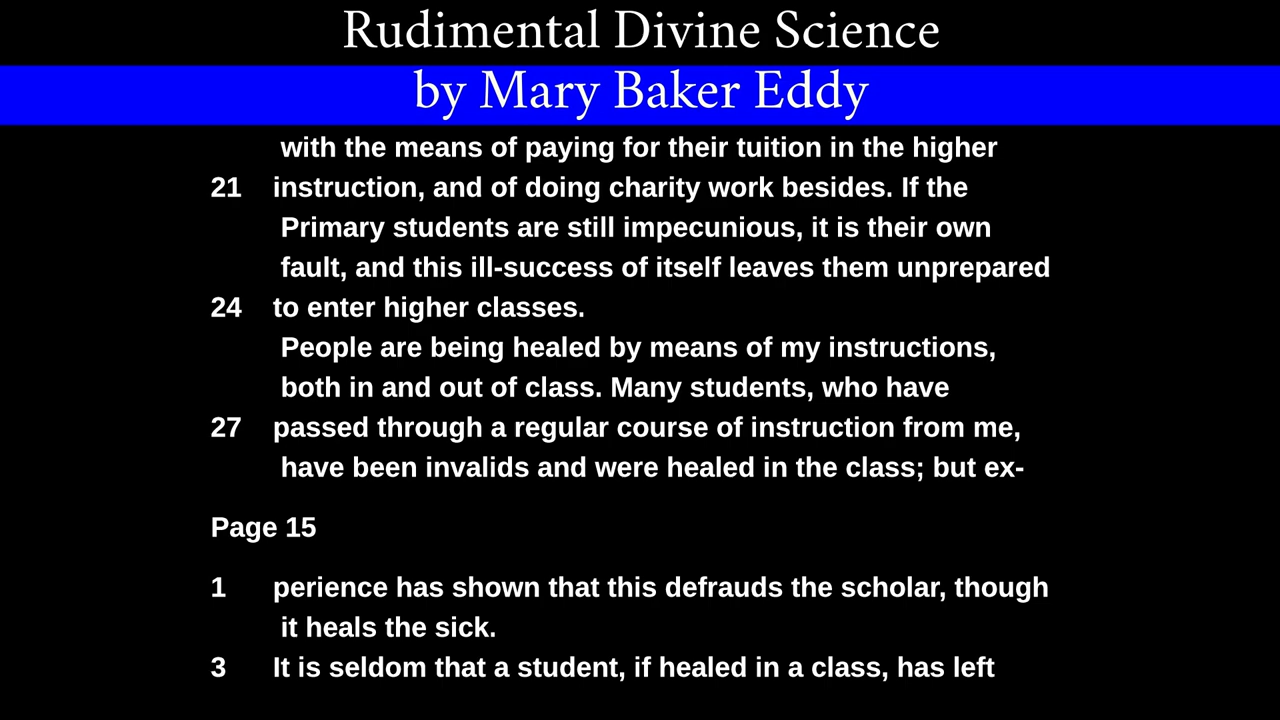 Rudimental Divine Science
by Mary Baker Eddy
with the means of paying for their tuition in the higher
21 instruction, and of doing charity work besides. If the
Primary students are still impecunious, it is their own
fault, and this ill-success of itself leaves them unprepared
24 to enter higher classes.
People are being healed by means of my instructions,
both in and out of class. Many students, who have
27 passed through a regular course of instruction from me,
have been invalids and were healed in the class; but ex-
Page 15
1 perience has shown that this defrauds the scholar, though
it heals the sick.
3 It is seldom that a student, if healed in a class, has left